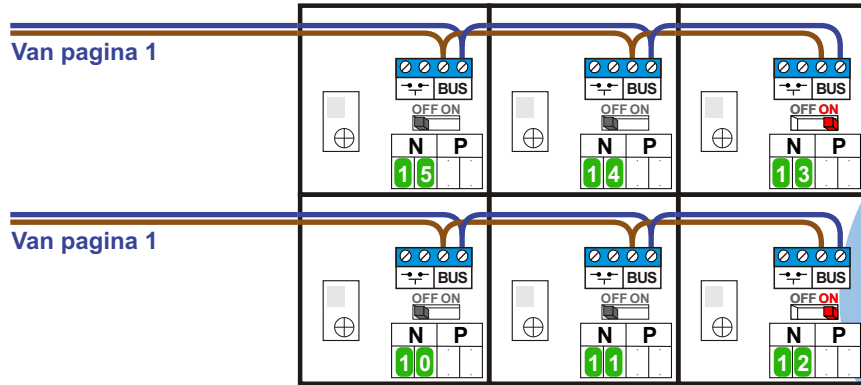 Van pagina 1
BUS BUS BUS
OFF ON OFF ON OFF ON
N P N P N P
1 5 1 4 1 3
Van pagina 1
BUS BUS BUS
OFF ON OFF ON OFF ON
N P N P N P
1 0 1 1 1 2